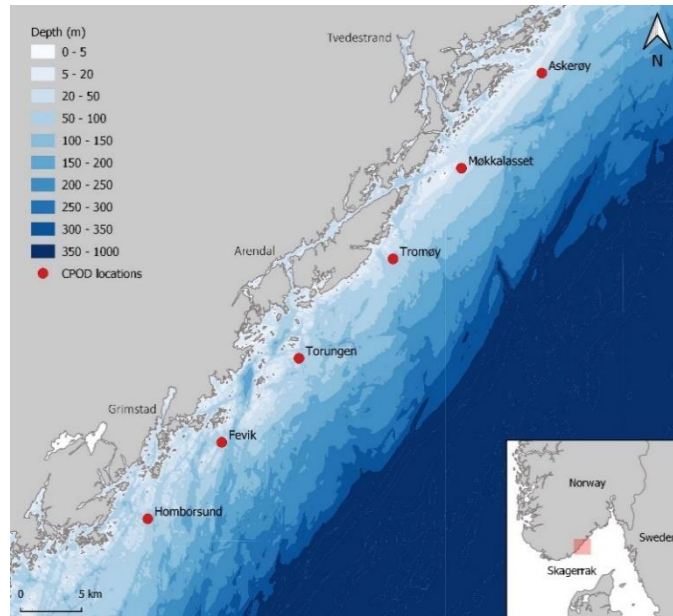 Depth (m)
0 - 5
5 - 20
20 - 50
50 - 100
100 - 150
150 - 200
200 - 250
250 - 300
300 - 350
350 - 1000
CPOD locations
Tvedestrand
N
Askerøy
Møkkalasset
Tromøy
Arendal
Torungen
Grimstad
Fevik
Homborsund
0
5 km
Norway
Sweden
Skagerrak